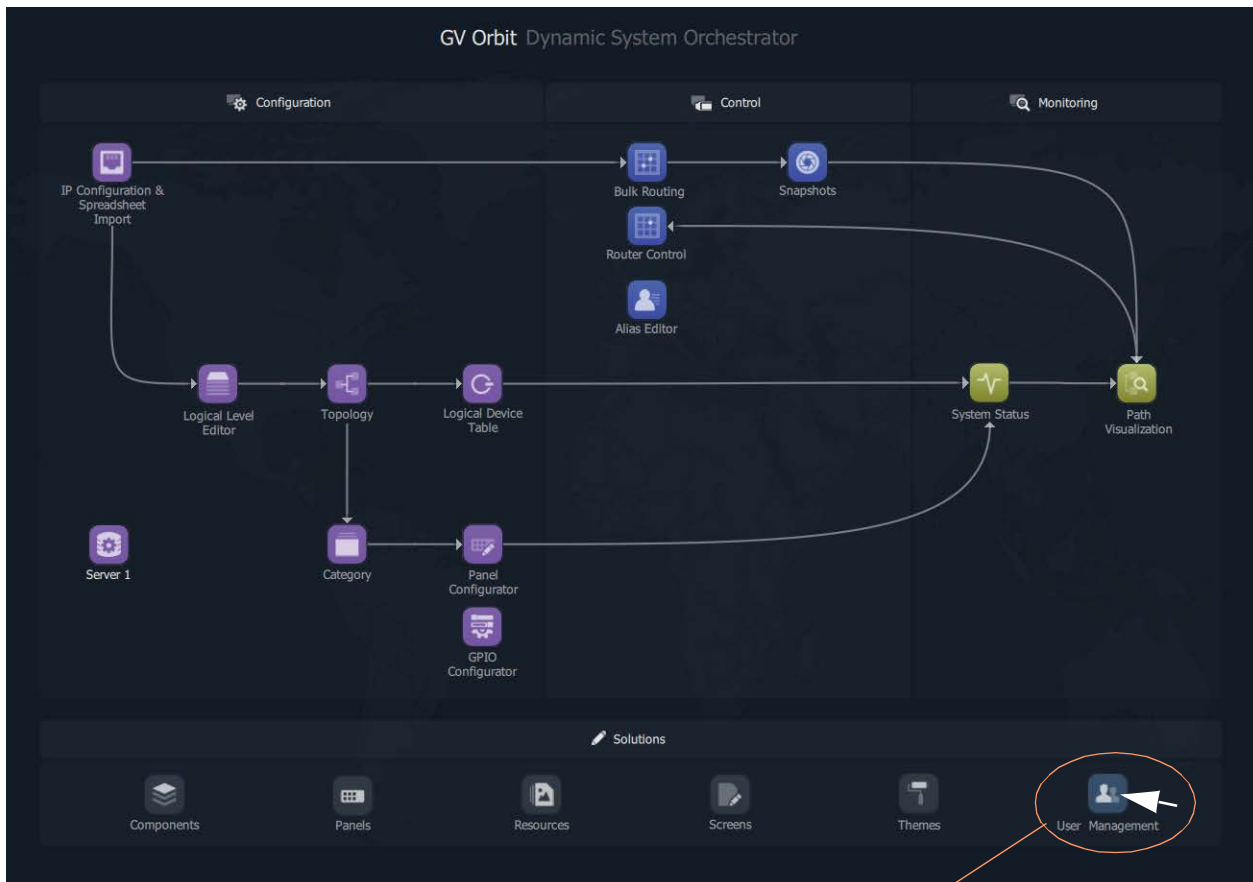 GV Orbit Dynamic System Orchestrator
Configuration
Control
Monitoring
IP Configuration &
Spreadsheet
Import
Bulk Routing
Snapshots
Router Control
Alias Editor
Logical Level
Editor
Topology
Logical Device
Table
System Status
Path
Visualization
Server 1
Category
Panel
Configurator
GPIO
Configurator
Solutions
Components
Panels
Resources
Screens
Themes
User Management